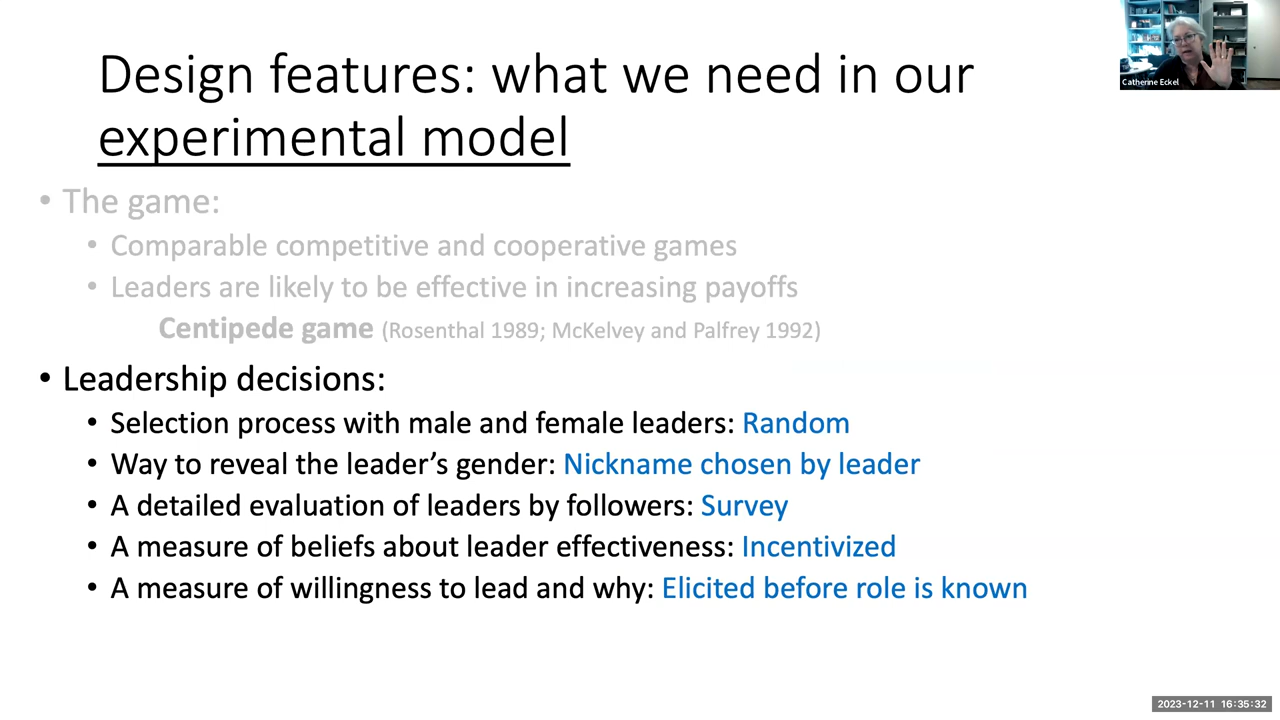 Design features: what we need in our
experimental model
Catherine Eckel
• The game:
• Comparable competitive and cooperative games
• Leaders are likely to be effective in increasing payoffs
Centipede game (Rosenthal 1989; McKelvey and Palfrey 1992)
• Leadership decisions:
• Selection process with male and female leaders: Random
• Way to reveal the leader’s gender: Nickname chosen by leader
• A detailed evaluation of leaders by followers: Survey
• A measure of beliefs about leader effectiveness: Incentivized
• A measure of willingness to lead and why: Elicited before role is known
2023-12-11 16:35:32